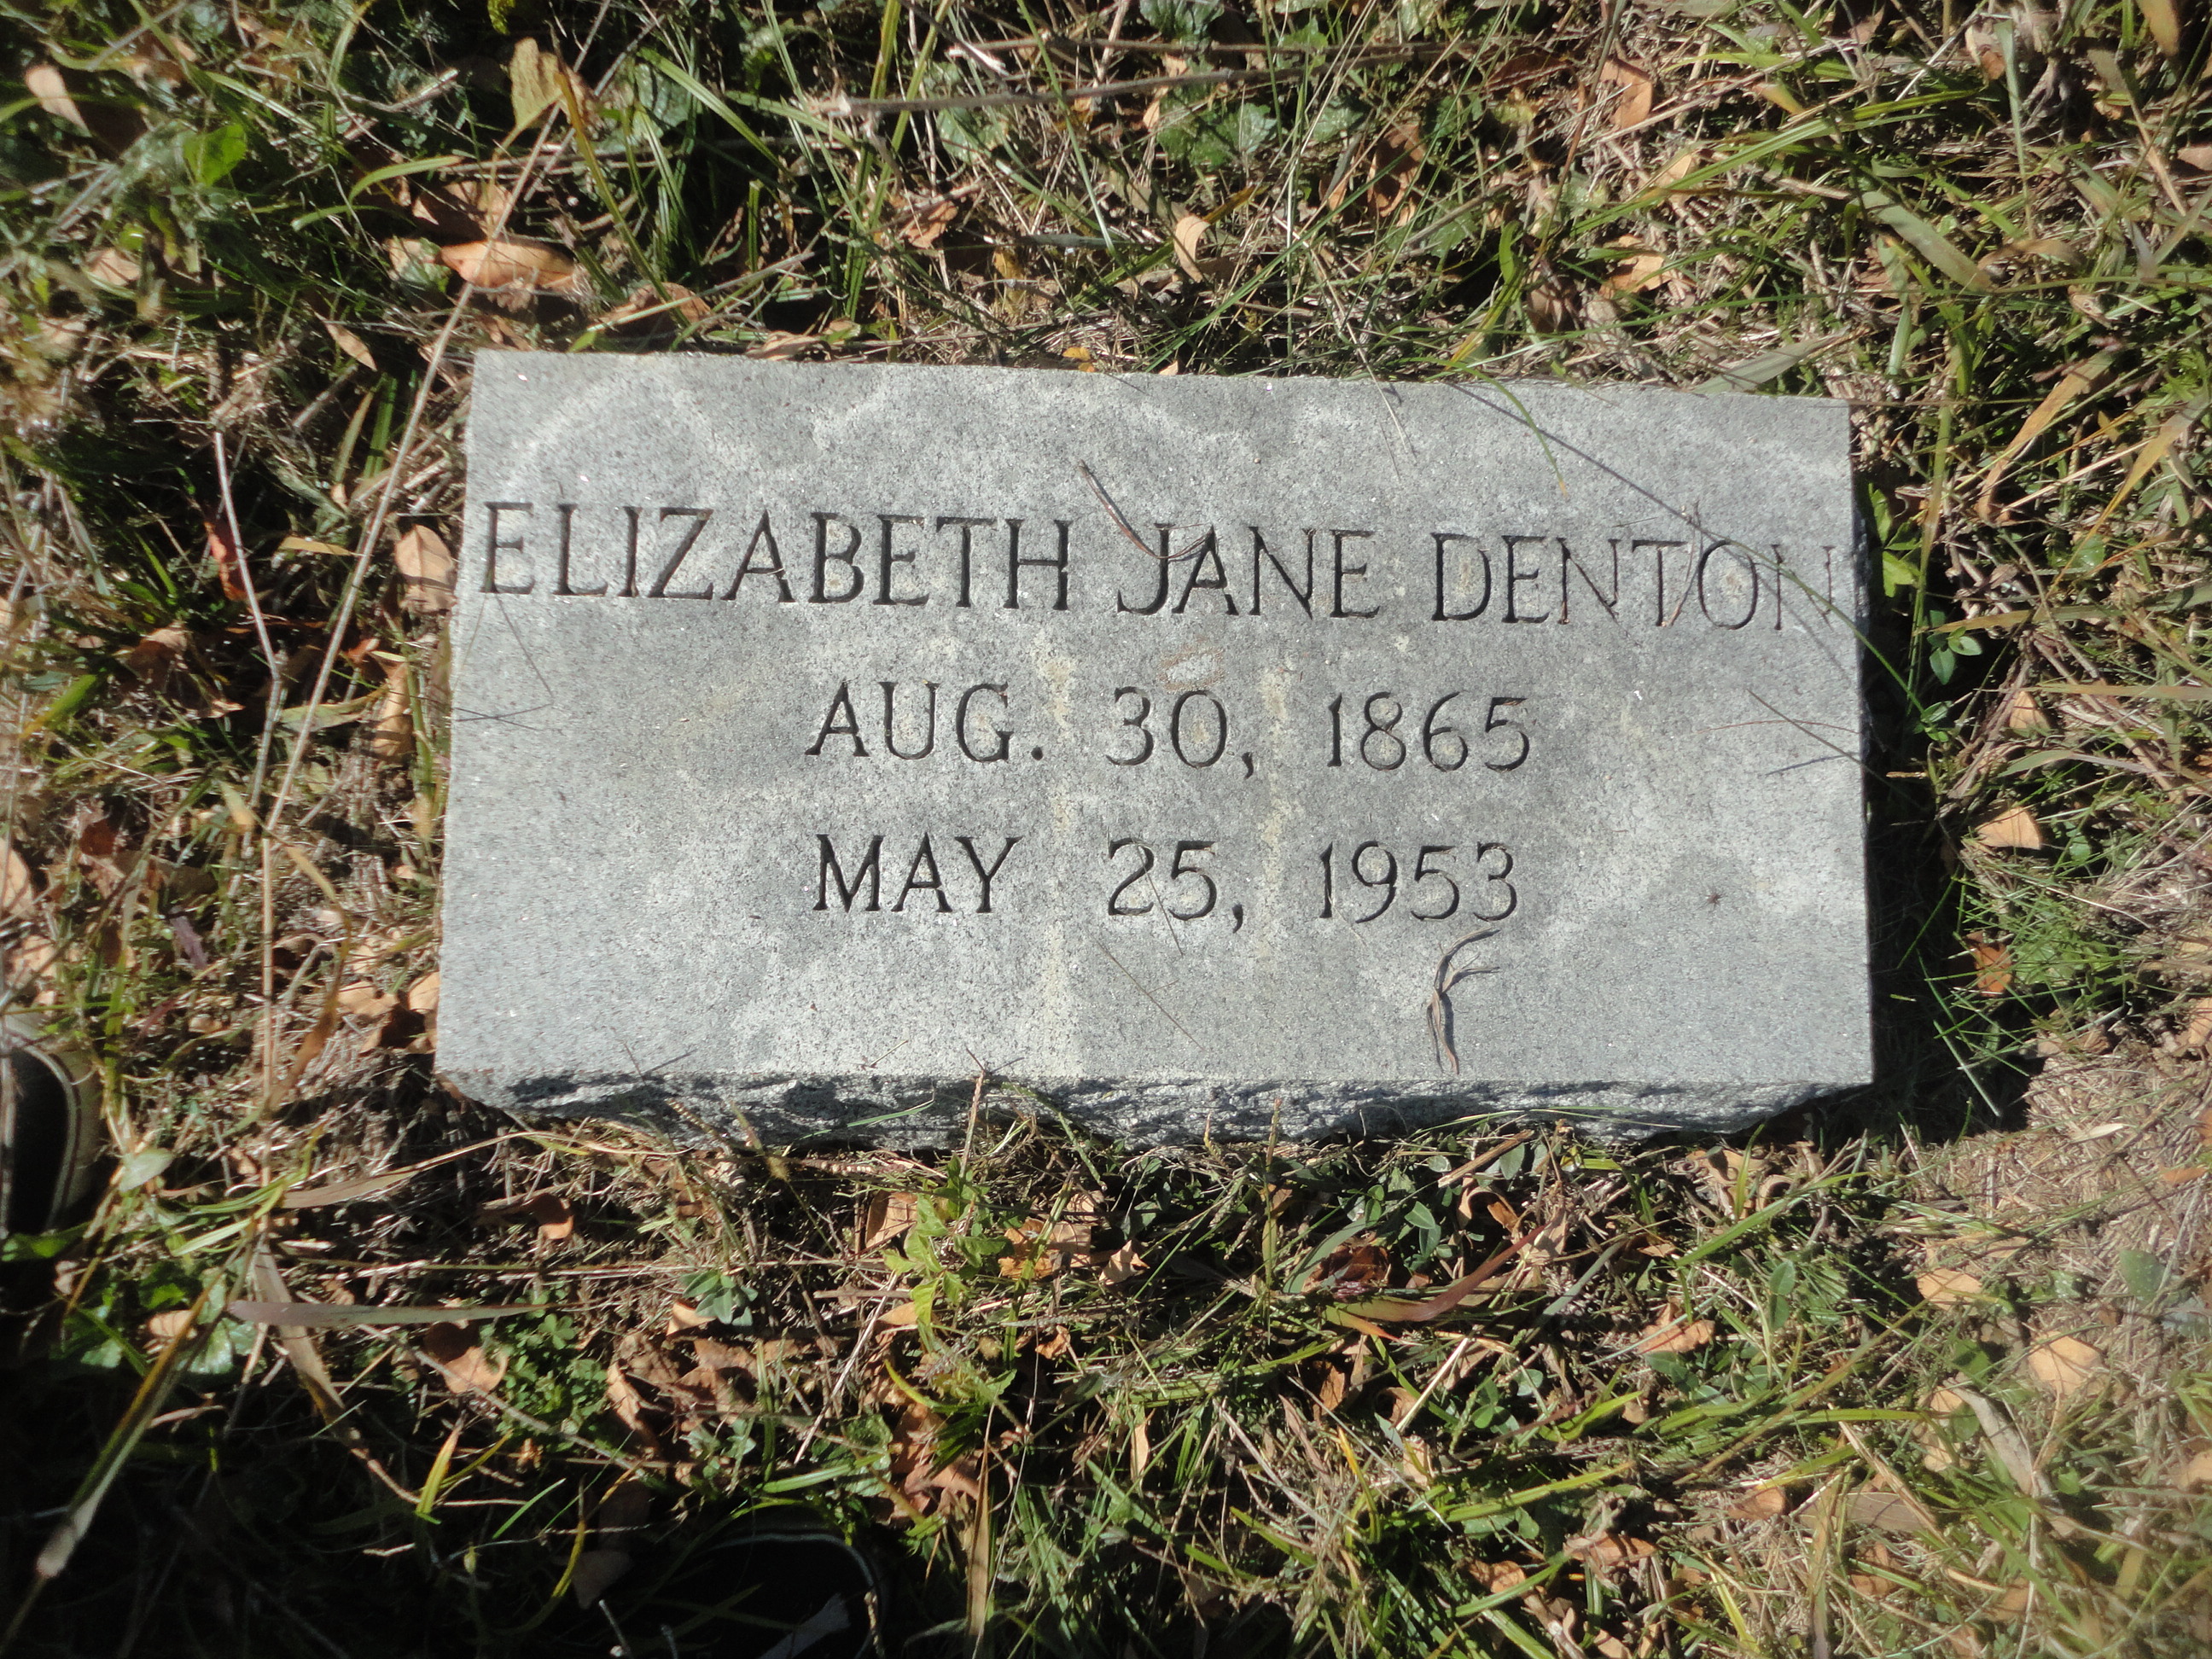 ELIZABETH JANE DENTON
AUG. 30, 1865
MAY 25, 1953